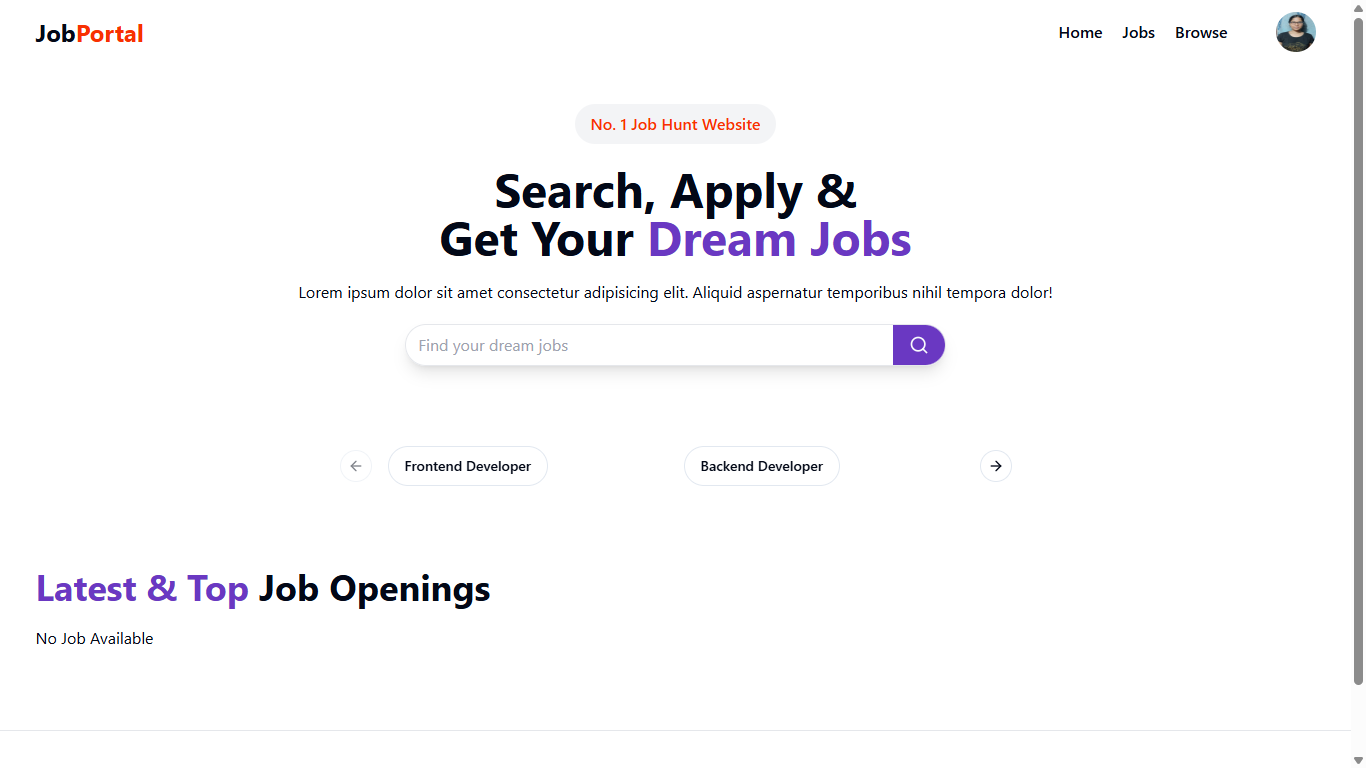 JobPortal
Home Jobs Browse
No. 1 Job Hunt Website
Search, Apply &
Get Your Dream Jobs
Lorem ipsum dolor sit amet consectetur adipisicing elit. Aliquid aspernatur temporibus nihil tempora dolor!
Find your dream jobs
Frontend Developer
Backend Developer
Latest & Top Job Openings
No Job Available